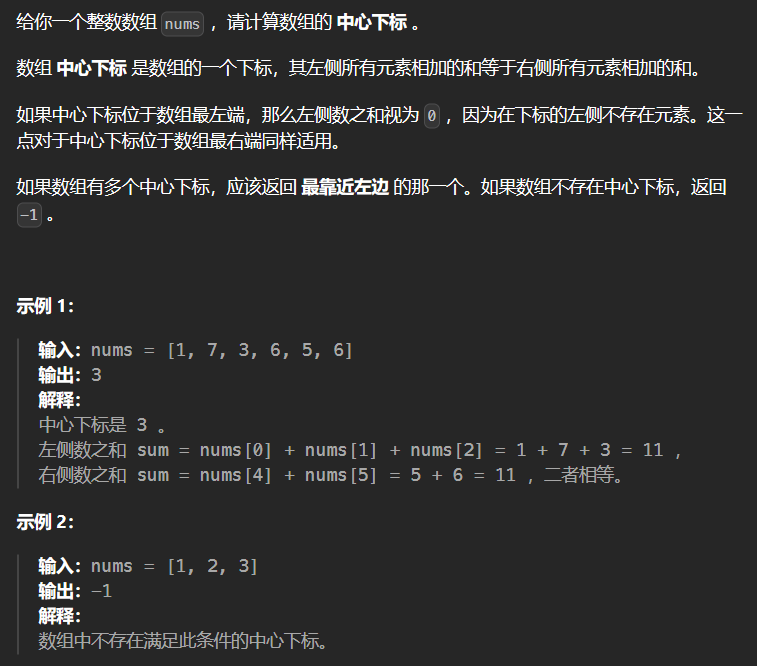 给你一个整数数组 nums ，请计算数组的 中心下标 。
数组 中心下标 是数组的一个下标，其左侧所有元素相加的和等于右侧所有元素相加的和。
如果中心下标位于数组最左端，那么左侧数之和视为 0 ，因为在下标的左侧不存在元素。这一
点对于中心下标位于数组最右端同样适用。
如果数组有多个中心下标，应该返回 最靠近左边 的那一个。如果数组不存在中心下标，返回
-1 。
示例 1：
输入：nums = [1, 7, 3, 6, 5, 6]
输出：3
解释：
中心下标是 3 。
左侧数之和 sum = nums[0] + nums[1] + nums[2] = 1 + 7 + 3 = 11 ，
右侧数之和 sum = nums[4] + nums[5] = 5 + 6 = 11 ，二者相等。
示例 2：
输入：nums = [1, 2, 3]
输出：-1
解释：
数组中不存在满足此条件的中心下标。